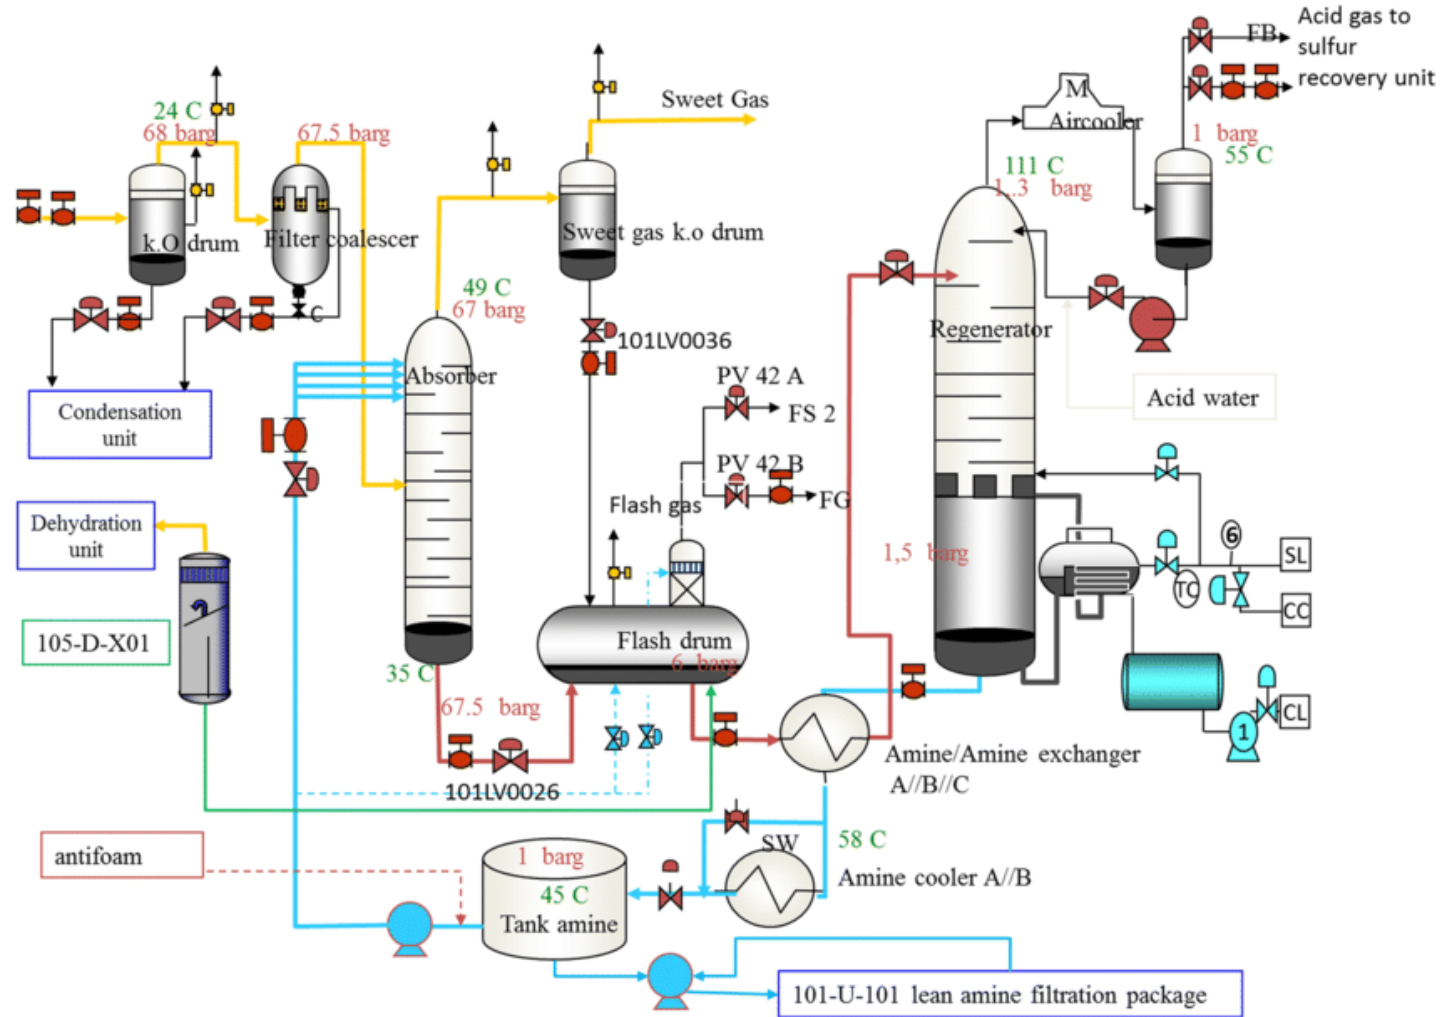 Acid gas to
sulfur
recovery unit
FB
M
Aircooler
Sweet Gas
24 C
68 barg
67.5 barg
1 barg
55 C
111 C
1,.3 barg
k.O drum
Filter coalescer
Sweet gas k.o drum
49 C
67 barg
C
101LV0036
Regenerator
Absorber
PV 42 A
FS 2
Acid water
Condensation
unit
PV 42 B
FG
Flash gas
Dehydration
unit
1,5 barg
6
SL
TC
CC
105-D-X01
Flash drum
6 barg
35 C
67.5 barg
CL
1
101LV0026
Amine/Amine exchanger
A//B//C
antifoam
1 barg
45 C
Tank amine
SW
58 C
Amine cooler A//B
101-U-101 lean amine filtration package